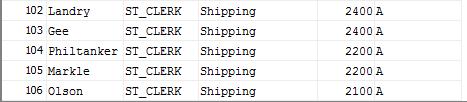 102 Landry ST_CLERK Shipping 2400 A
103 Gee ST_CLERK Shipping 2400 A
104 Philtanker ST_CLERK Shipping 2200 A
105 Markle ST_CLERK Shipping 2200 A
106 Olson ST_CLERK Shipping 2100 A